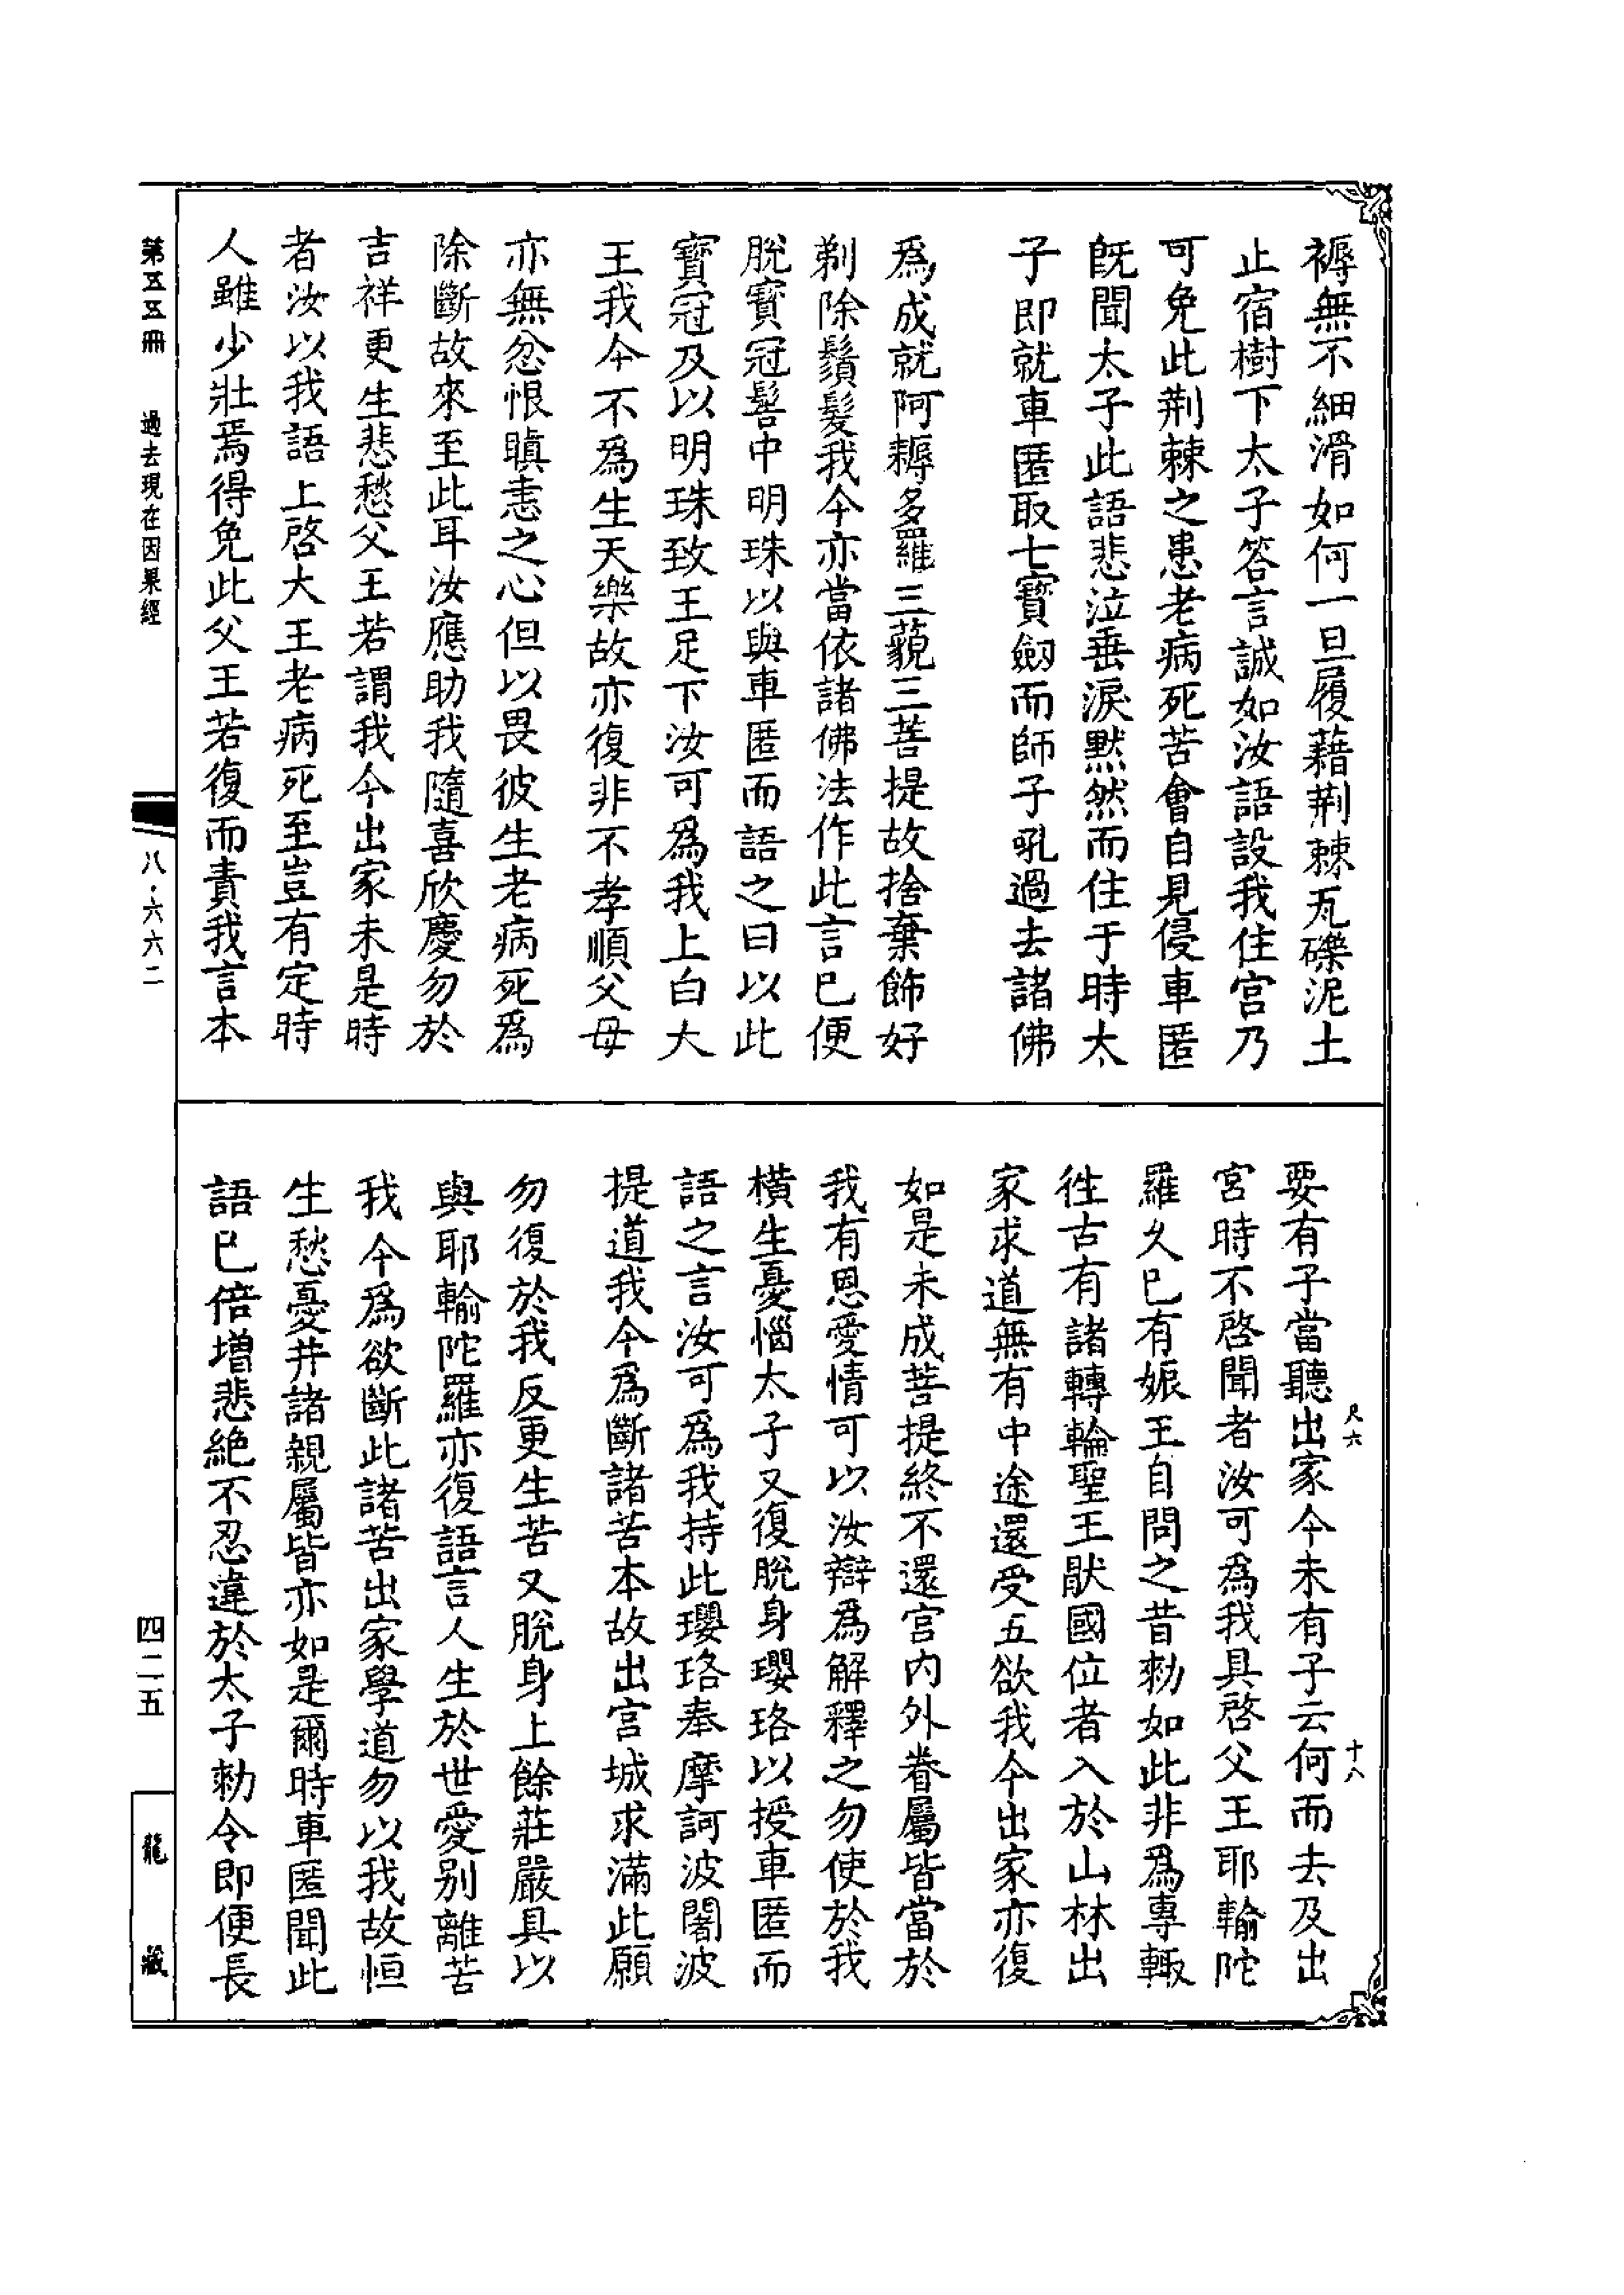 褥無不細滑如何一旦履藉荆棘瓦礫泥土
止宿樹下太子答言誠如汝語設我住宮乃
可免此荆棘之患老病死苦會自見侵車匿
既聞太子此語悲泣垂淚默然而住于時太
子即就車匿取七寶劒而師子吼過去諸佛
爲成就阿耨多羅三藐三菩提故捨棄飾好
剃除鬚髮我今亦當依諸佛法作此言已便
脫寶冠髻中明珠以與車匿而語之曰以此
寶冠及以明珠致王足下汝可爲我上白大
王我今不爲生天樂故亦復非不孝順父母
亦無忿恨瞋恚之心但以畏彼生老病死爲
除斷故來至此耳汝應助我隨喜欣慶勿於
吉祥更生悲愁父王若謂我今出家未是時
者汝以我語上啓大王老病死至豈有定時
人雖少壯焉得免此父王若復而責我言本
要有子當聽出家今未有子云何而去及出
宮時不啓聞者汝可爲我具啓父王耶輸陀
羅久已有娠王自問之昔勑如此非爲專輙
徃古有諸轉輪聖王猒國位者入於山林出
家求道無有中途還受五欲我今出家亦復
如是未成菩提終不還宮內外眷屬皆當於
我有恩愛情可以汝辯爲解釋之勿使於我
橫生憂惱太子又復脫身瓔珞以授車匿而
語之言汝可爲我持此瓔珞奉摩訶波闍波
提道我今爲斷諸苦本故出宮城求滿此願
勿復於我反更生苦又脫身上餘莊嚴具以
與耶輸陀羅亦復語言人生於世愛别離苦
我今爲欲斷此諸苦出家學道勿以我故恒
生愁憂并諸親屬皆亦如是爾時車匿聞此
語已倍增悲絶不忍違於太子勑令即便長
尺六
十八
第五五冊
過去現在因果經
八·六六二
四二五
龍藏